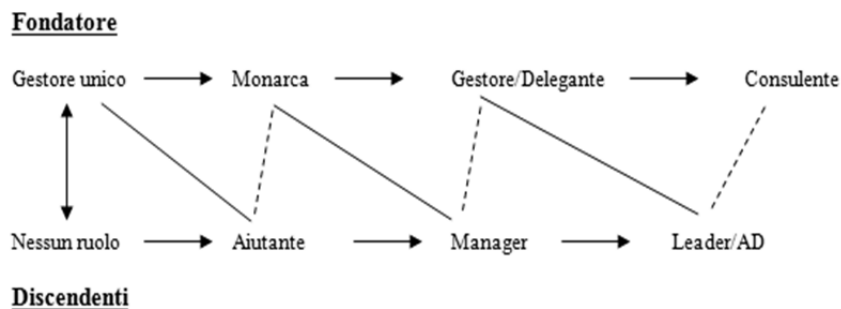 Fondatore
Gestore unico Monarca Gestore/Delegante Consulente
Nessun ruolo Aiutante Manager Leader/AD
Discendenti